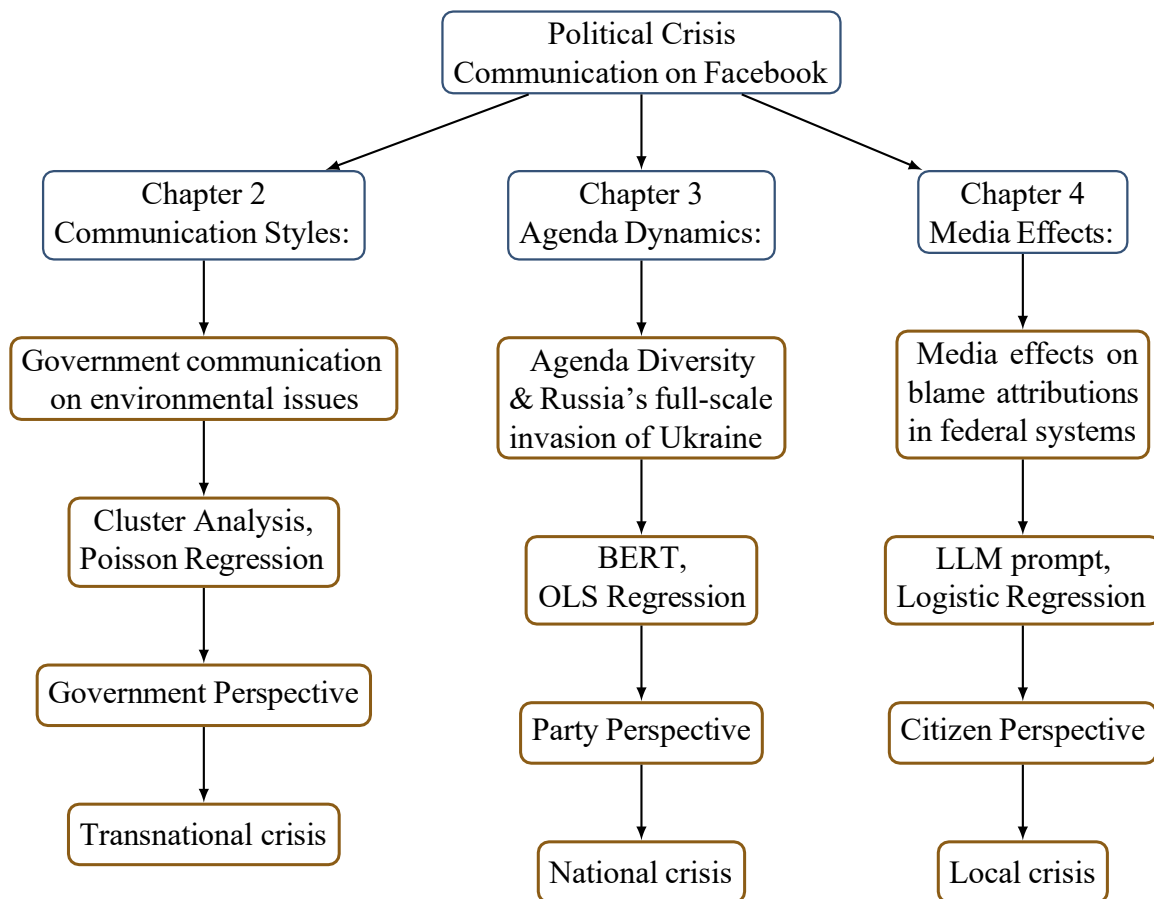 Political Crisis
Communication on Facebook
Chapter 2
Communication Styles:
Government communication
on environmental issues
Cluster Analysis,
Poisson Regression
Government Perspective
Transnational crisis
Chapter 3
Agenda Dynamics:
Agenda Diversity
& Russia’s full-scale
invasion of Ukraine
BERT,
OLS Regression
Party Perspective
National crisis
Chapter 4
Media Effects:
Media effects on
blame attributions
in federal systems
LLM prompt,
Logistic Regression
Citizen Perspective
Local crisis